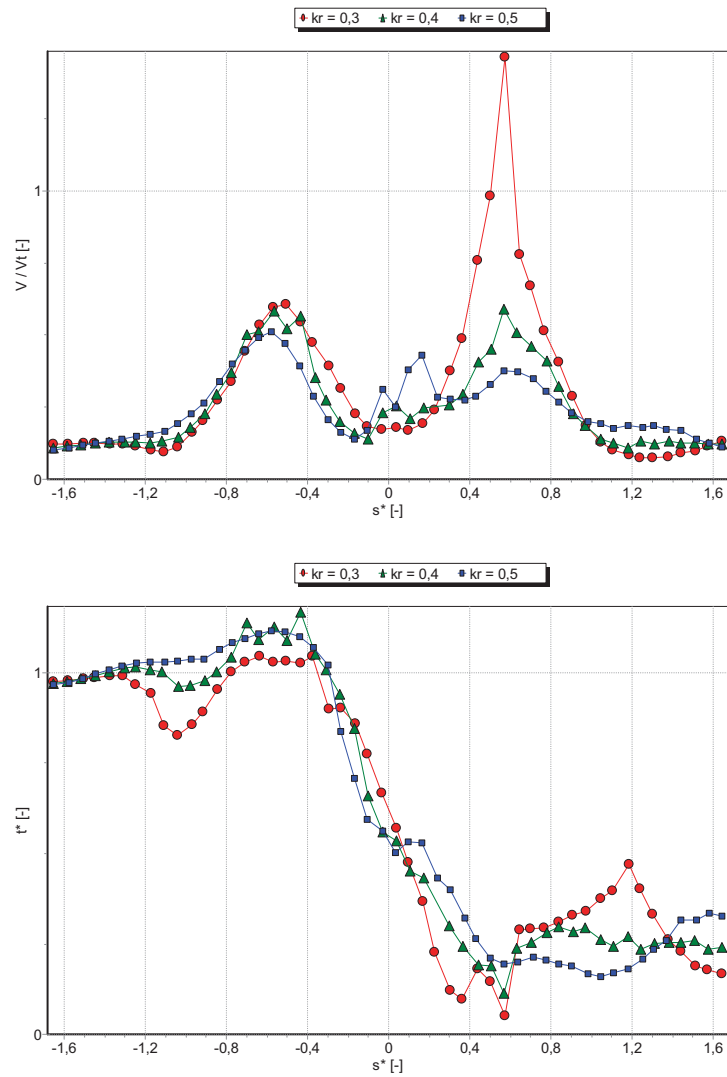 kr = 0,3 kr = 0,4 kr = 0,5
V / Vt [-]
1
0
-1,6 -1,2 -0,8 -0,4 0 0,4 0,8 1,2 1,6
s* [-]
kr = 0,3 kr = 0,4 kr = 0,5
t* [-]
1
0
-1,6 -1,2 -0,8 -0,4 0 0,4 0,8 1,2 1,6
s* [-]